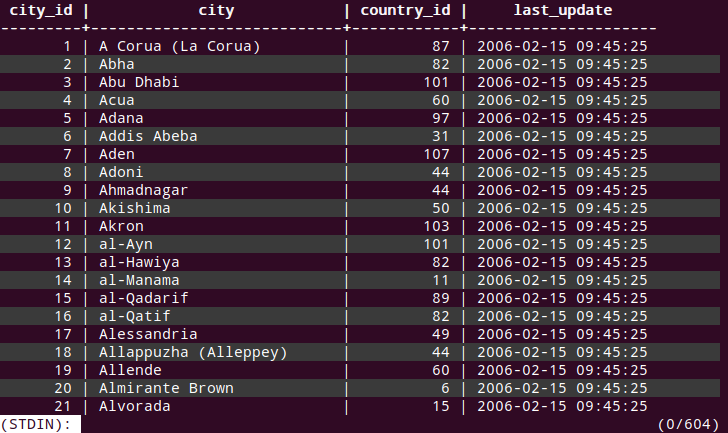 city_id |            city            | country_id |     last_update
---------+----------------------------+------------+---------------------
       1 | A Corua (La Corua)         |         87 | 2006-02-15 09:45:25
       2 | Abha                       |         82 | 2006-02-15 09:45:25
       3 | Abu Dhabi                  |        101 | 2006-02-15 09:45:25
       4 | Acua                       |         60 | 2006-02-15 09:45:25
       5 | Adana                      |         97 | 2006-02-15 09:45:25
       6 | Addis Abeba                |         31 | 2006-02-15 09:45:25
       7 | Aden                       |        107 | 2006-02-15 09:45:25
       8 | Adoni                      |         44 | 2006-02-15 09:45:25
       9 | Ahmadnagar                 |         44 | 2006-02-15 09:45:25
      10 | Akishima                   |         50 | 2006-02-15 09:45:25
      11 | Akron                      |        103 | 2006-02-15 09:45:25
      12 | al-Ayn                     |        101 | 2006-02-15 09:45:25
      13 | al-Hawiya                  |         82 | 2006-02-15 09:45:25
      14 | al-Manama                  |         11 | 2006-02-15 09:45:25
      15 | al-Qadarif                 |         89 | 2006-02-15 09:45:25
      16 | al-Qatif                   |         82 | 2006-02-15 09:45:25
      17 | Alessandria                |         49 | 2006-02-15 09:45:25
      18 | Allappuzha (Alleppey)      |         44 | 2006-02-15 09:45:25
      19 | Allende                    |         60 | 2006-02-15 09:45:25
      20 | Almirante Brown            |          6 | 2006-02-15 09:45:25
      21 | Alvorada                   |         15 | 2006-02-15 09:45:25
(STDIN): (0/604)